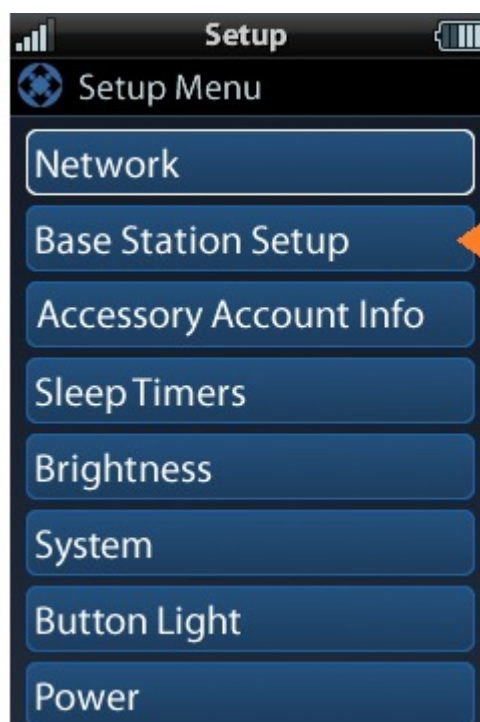 Setup
Setup Menu
Network
Base Station Setup
Accessory Account Info
Sleep Timers
Brightness
System
Button Light
Power